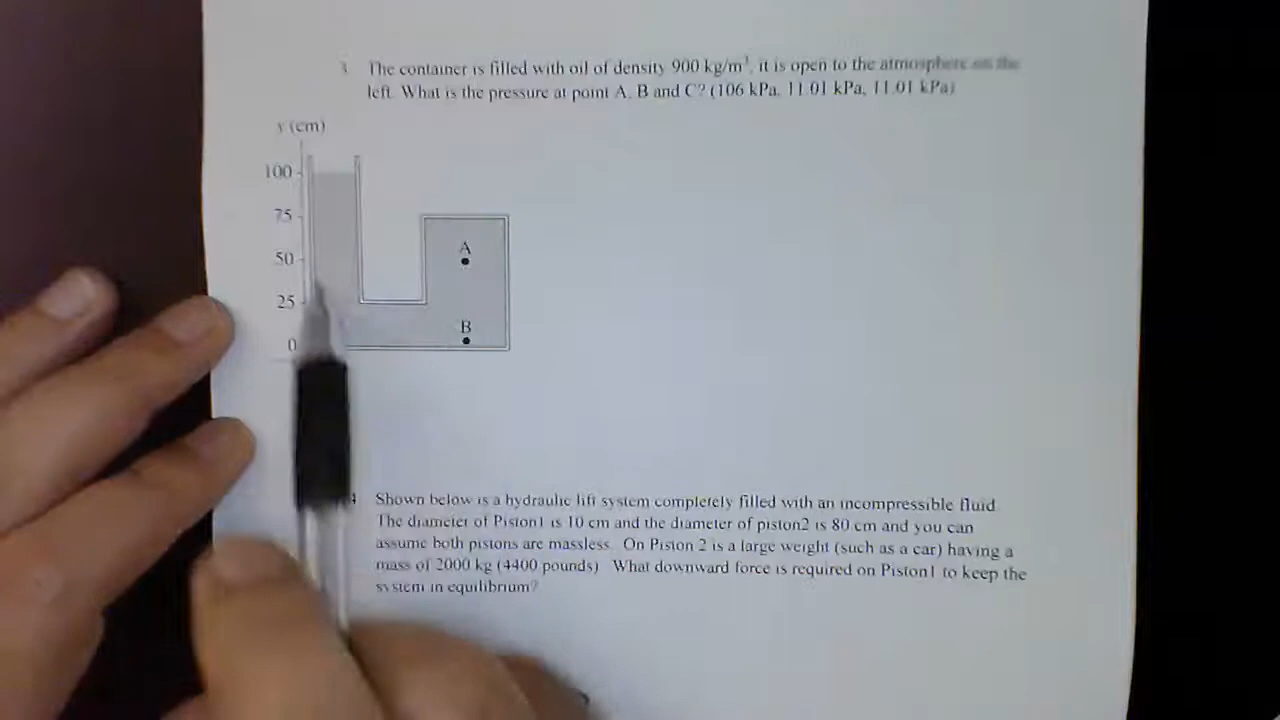 3 The container is filled with oil of density 900 kg/m³, it is open to the atmosphere on the
left. What is the pressure at point A, B and C? (106 kPa, 11.01 kPa, 11.01 kPa)
y (cm)
100
75
50
25
0
A
B
4 Shown below is a hydraulic lift system completely filled with an incompressible fluid
The diameter of Piston1 is 10 cm and the diameter of piston2 is 80 cm and you can
assume both pistons are massless. On Piston 2 is a large weight (such as a car) having a
mass of 2000 kg (4400 pounds) What downward force is required on Piston1 to keep the
system in equilibrium?